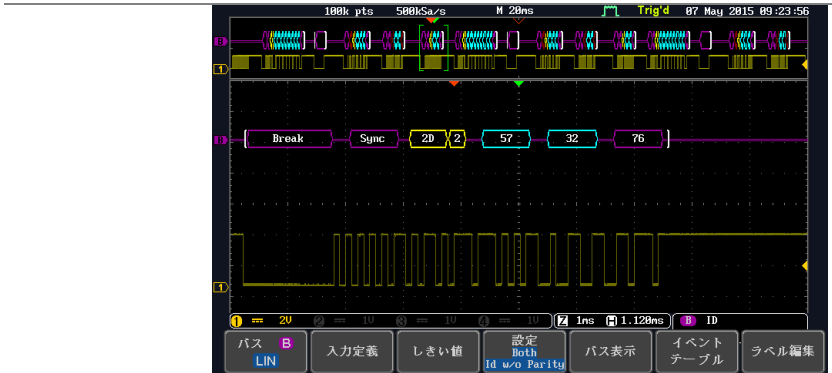 100k pts 500kSa/s M 20ms Trig'd 07 May 2015 09:23:56
B
1
B Break Sync 2D 2 57 32 76
1
1 2V 2 1V 3 1V 4 1V Z 1ms H 1.120ms B ID
バス B
LIN
入力定義
しきい値
設定
Both
Id w/o Parity
バス表示
イベント
テーブル
ラベル編集